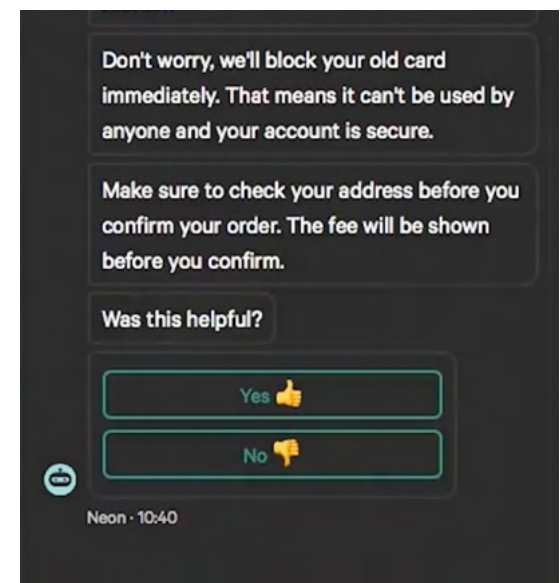 Don't worry, we'll block your old card
immediately. That means it can't be used by
anyone and your account is secure.
Make sure to check your address before you
confirm your order. The fee will be shown
before you confirm.
Was this helpful?
Yes 👍
No 👎
Neon · 10:40